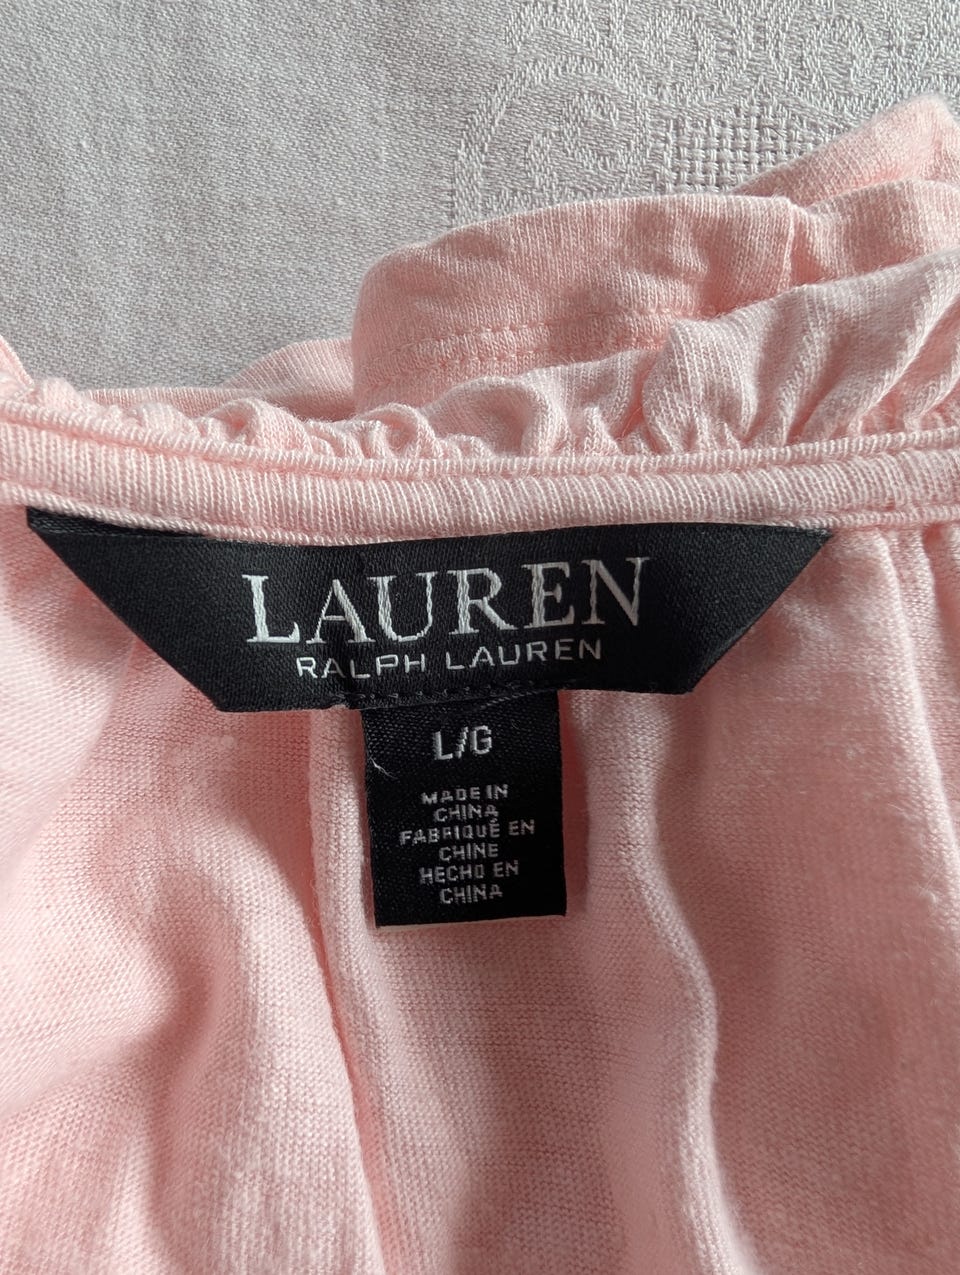 LAUREN
RALPH LAUREN
L/G
MADE IN
CHINA
FABRIQUÉ EN
CHINE
HECHO EN
CHINA